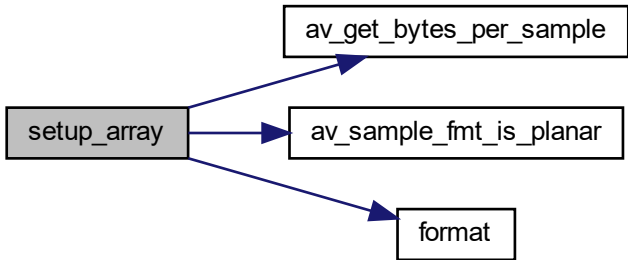 av_get_bytes_per_sample
setup_array
av_sample_fmt_is_planar
format